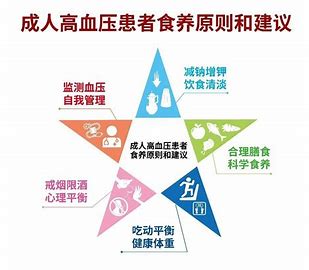 成人高血压患者食养原则和建议
减钠增钾
饮食清淡
监测血压
自我管理
成人高血压患者
食养原则和建议
合理膳食
科学食养
戒烟限酒
心理平衡
吃动平衡
健康体重